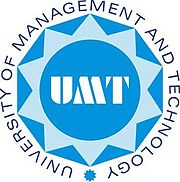 UNIVERSITY OF MANAGEMENT AND TECHNOLOGY
UMT